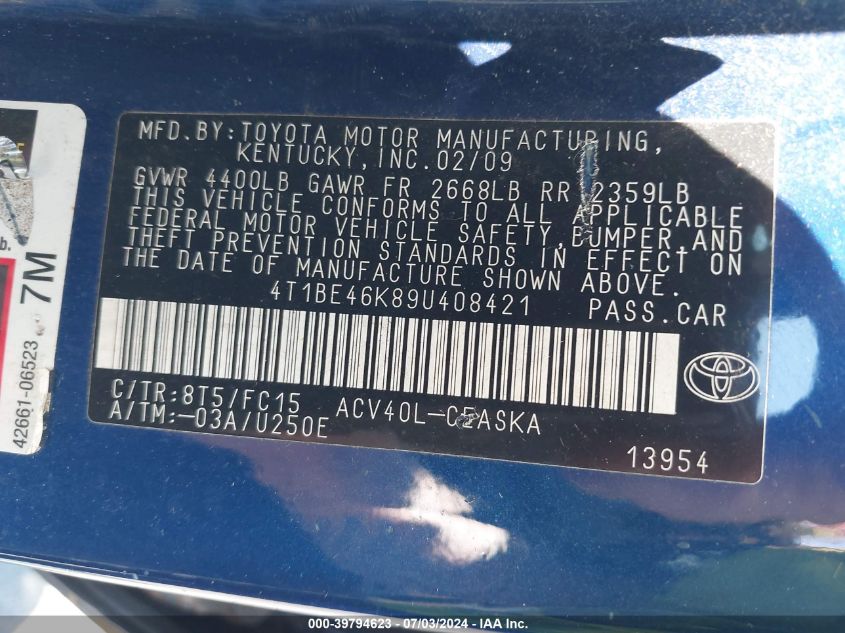 MFD. BY: TOYOTA MOTOR MANUFACTURING,
KENTUCKY, INC. 02/09
GVWR 4400LB GAWR FR 2668LB RR 2359LB
THIS VEHICLE CONFORMS TO ALL APPLICABLE
FEDERAL MOTOR VEHICLE SAFETY, BUMPER, AND
THEFT PREVENTION STANDARDS IN EFFECT ON
THE DATE OF MANUFACTURE SHOWN ABOVE.
4T1BE46K89U408421 PASS. CAR
C/TR: 8T5/FC15 ACV40L-CEASKA
A/TM: -03A/U250E
13954
b.
7M
42661-06523
000-39794623 - 07/03/2024 - IAA Inc.